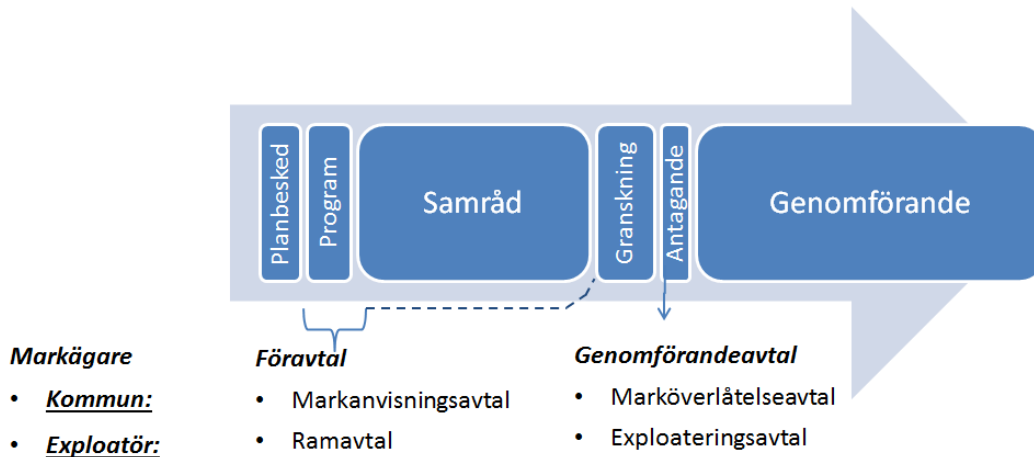 Planbesked
Program
Samråd
Granskning
Antagande
Genomförande
Markägare
• Kommun:
• Exploatör:
Föravtal
• Markanvisningsavtal
• Ramavtal
Genomförandeavtal
• Marköverlåtelseavtal
• Exploateringsavtal